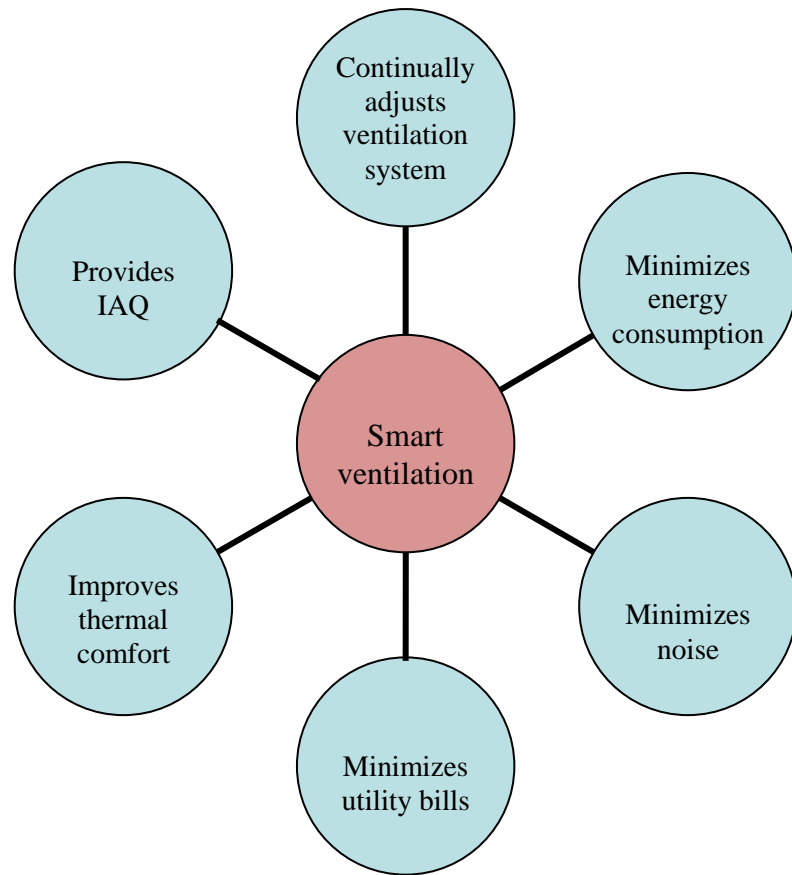 Continually
adjusts
ventilation
system
Provides
IAQ
Minimizes
energy
consumption
Smart
ventilation
Improves
thermal
comfort
Minimizes
noise
Minimizes
utility bills